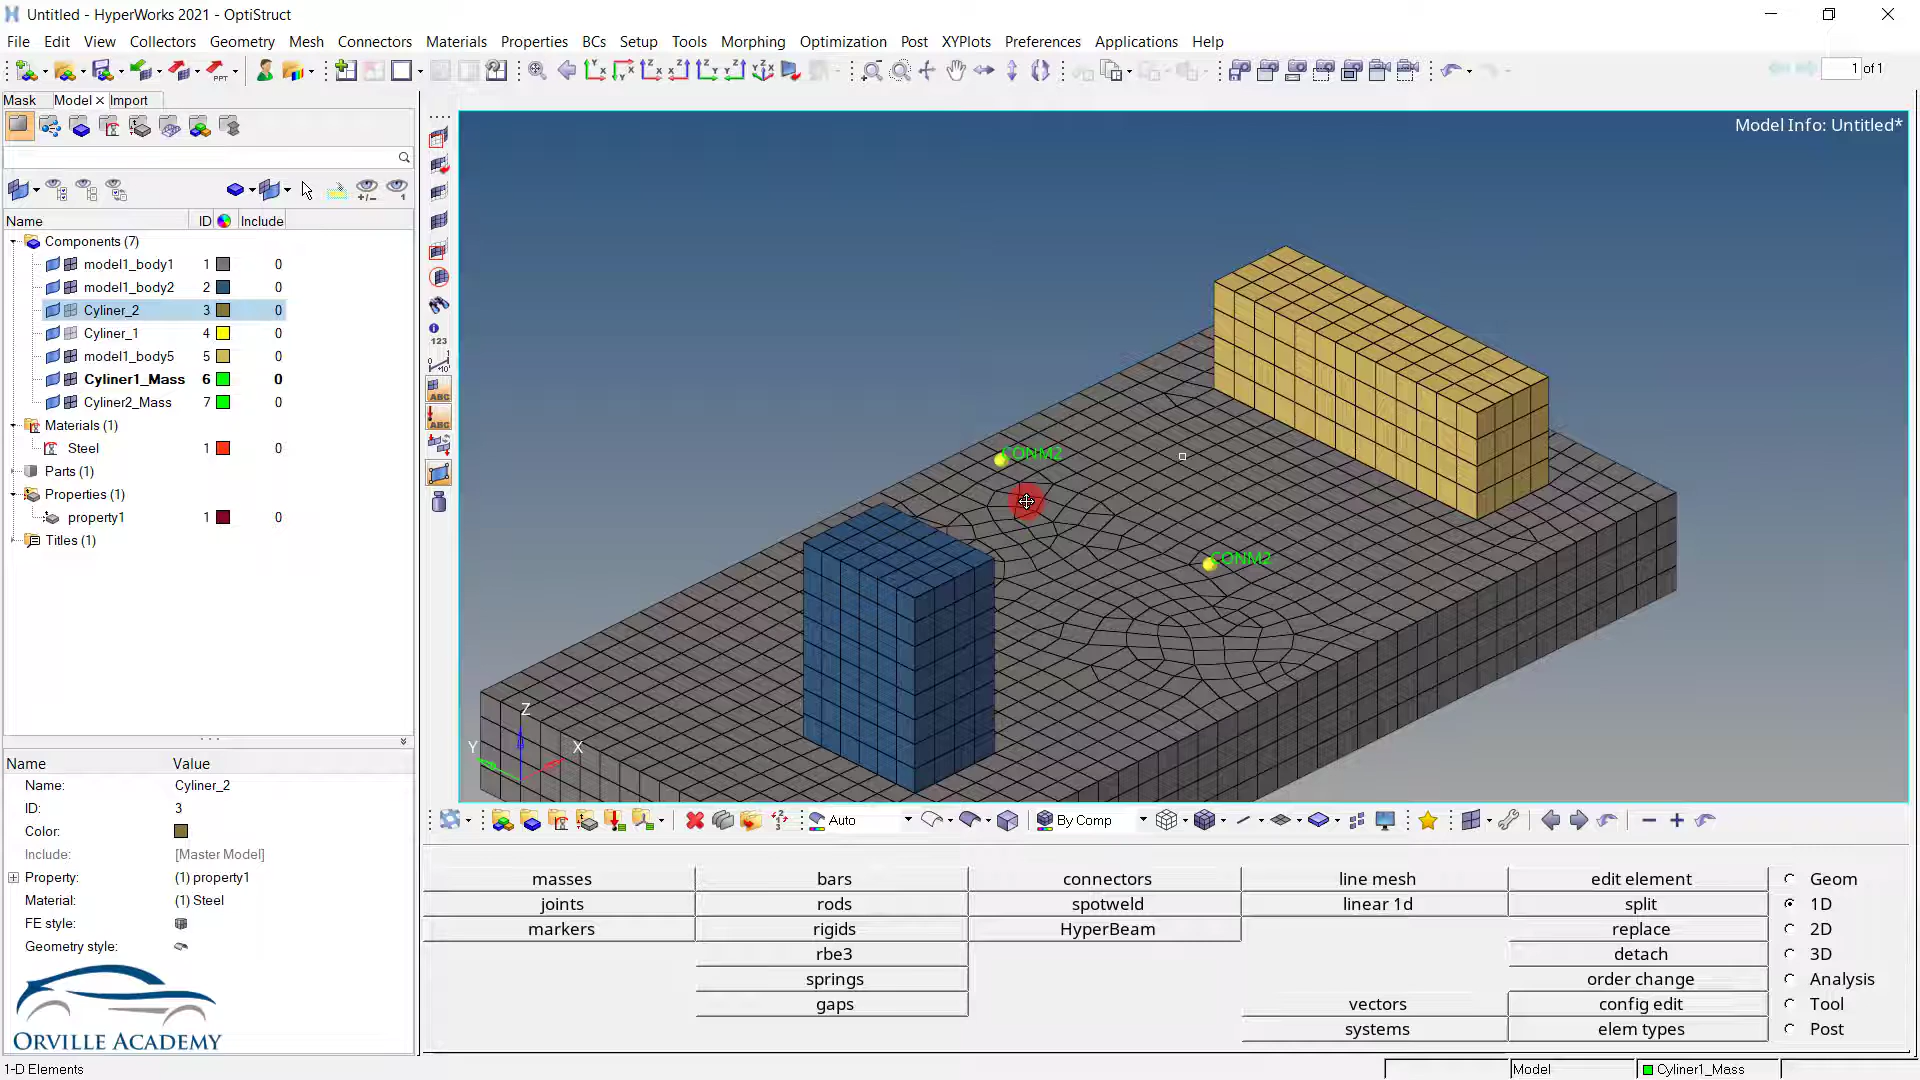 Untitled - HyperWorks 2021 - OptiStruct
File Edit View Collectors Geometry Mesh Connectors Materials Properties BCs Setup Tools Morphing Optimization Post XYPlots Preferences Applications Help
1 of 1
Mask Model Import
Model Info: Untitled*
Name ID Include
Components (7)
model1_body1 1 0
model1_body2 2 0
Cyliner_2 3 0
Cyliner_1 4 0
model1_body5 5 0
Cyliner1_Mass 6 0
Cyliner2_Mass 7 0
Materials (1)
Steel 1 0
Parts (1)
Properties (1)
property1 1 0
Titles (1)
123
ABC
ABC
CONM2
CONM2
Z
Y
X
Name Value
Name: Cyliner_2
ID: 3
Color:
Include: [Master Model]
Property: (1) property1
Material: (1) Steel
FE style:
Geometry style:
ORVILLE ACADEMY
Auto By Comp
masses bars connectors line mesh edit element Geom
joints rods spotweld linear 1d split 1D
markers rigids HyperBeam replace 2D
rbe3 detach 3D
springs order change Analysis
gaps vectors config edit Tool
systems elem types Post
1-D Elements Model Cyliner1_Mass